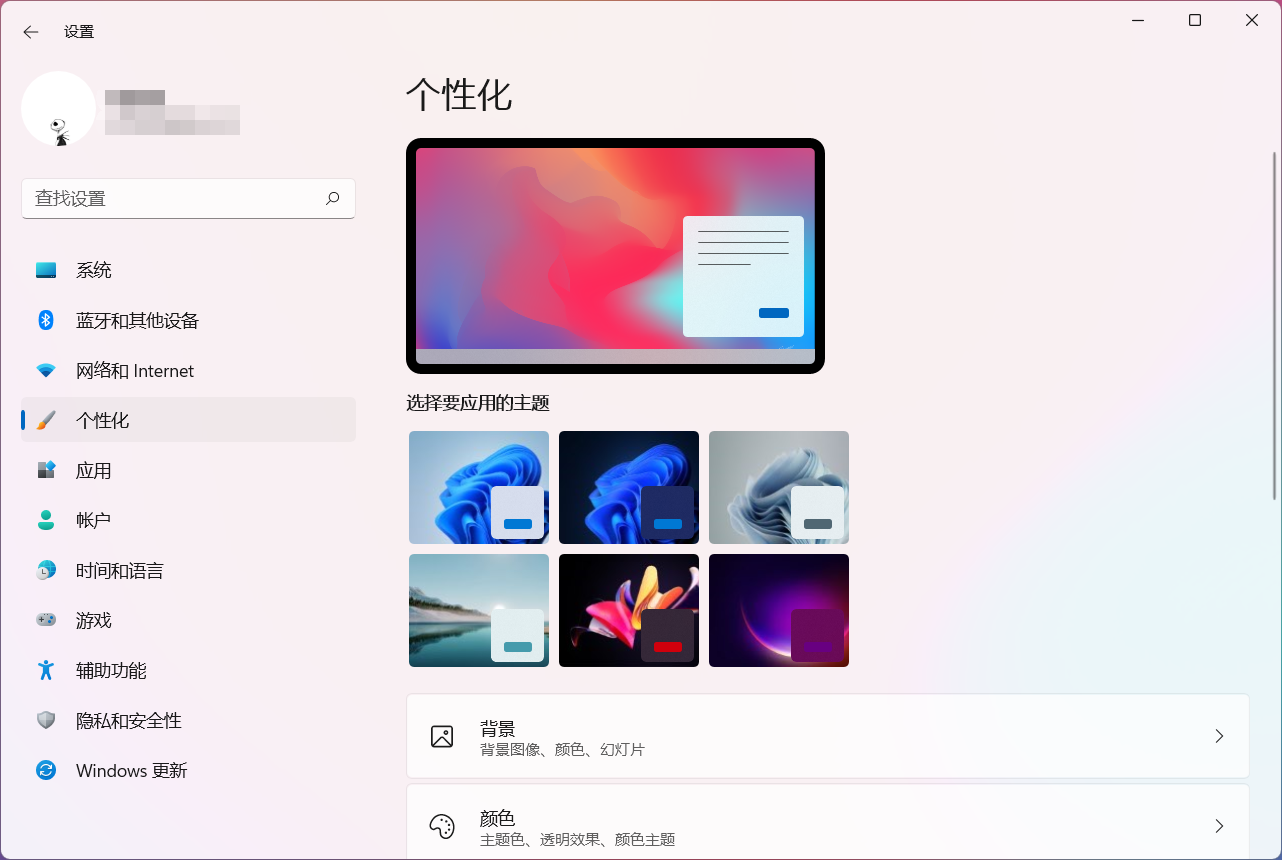 设置
查找设置
系统
蓝牙和其他设备
网络和 Internet
个性化
应用
帐户
时间和语言
游戏
辅助功能
隐私和安全性
Windows 更新
个性化
选择要应用的主题
背景
背景图像、颜色、幻灯片
颜色
主题色、透明效果、颜色主题